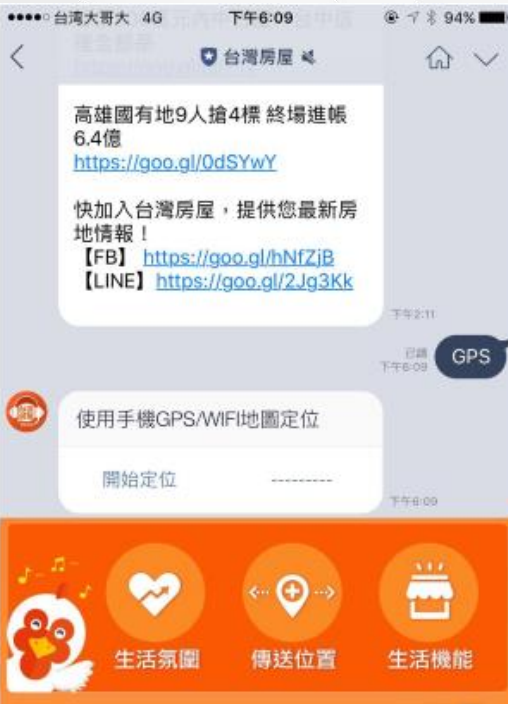 台湾大哥大 4G 下午6:09 94%
台灣房屋
高雄國有地9人搶4標 終場進帳
6.4億
https://goo.gl/0dSYwY
快加入台灣房屋，提供您最新房
地情報！
【FB】 https://goo.gl/hNfZjB
【LINE】 https://goo.gl/2Jg3Kk
下午2:11
已讀
下午6:09
GPS
使用手機GPS/WIFI地圖定位
開始定位 ---------
下午6:09
生活氛圍 傳送位置 生活機能